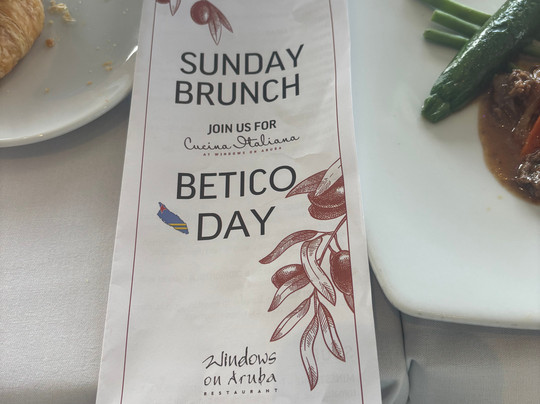 SUNDAY
BRUNCH
JOIN US FOR
Cucina Italiana
BY WINDOWS ON ARUBA
BETICO
DAY
Windows
on Aruba
RESTAURANT